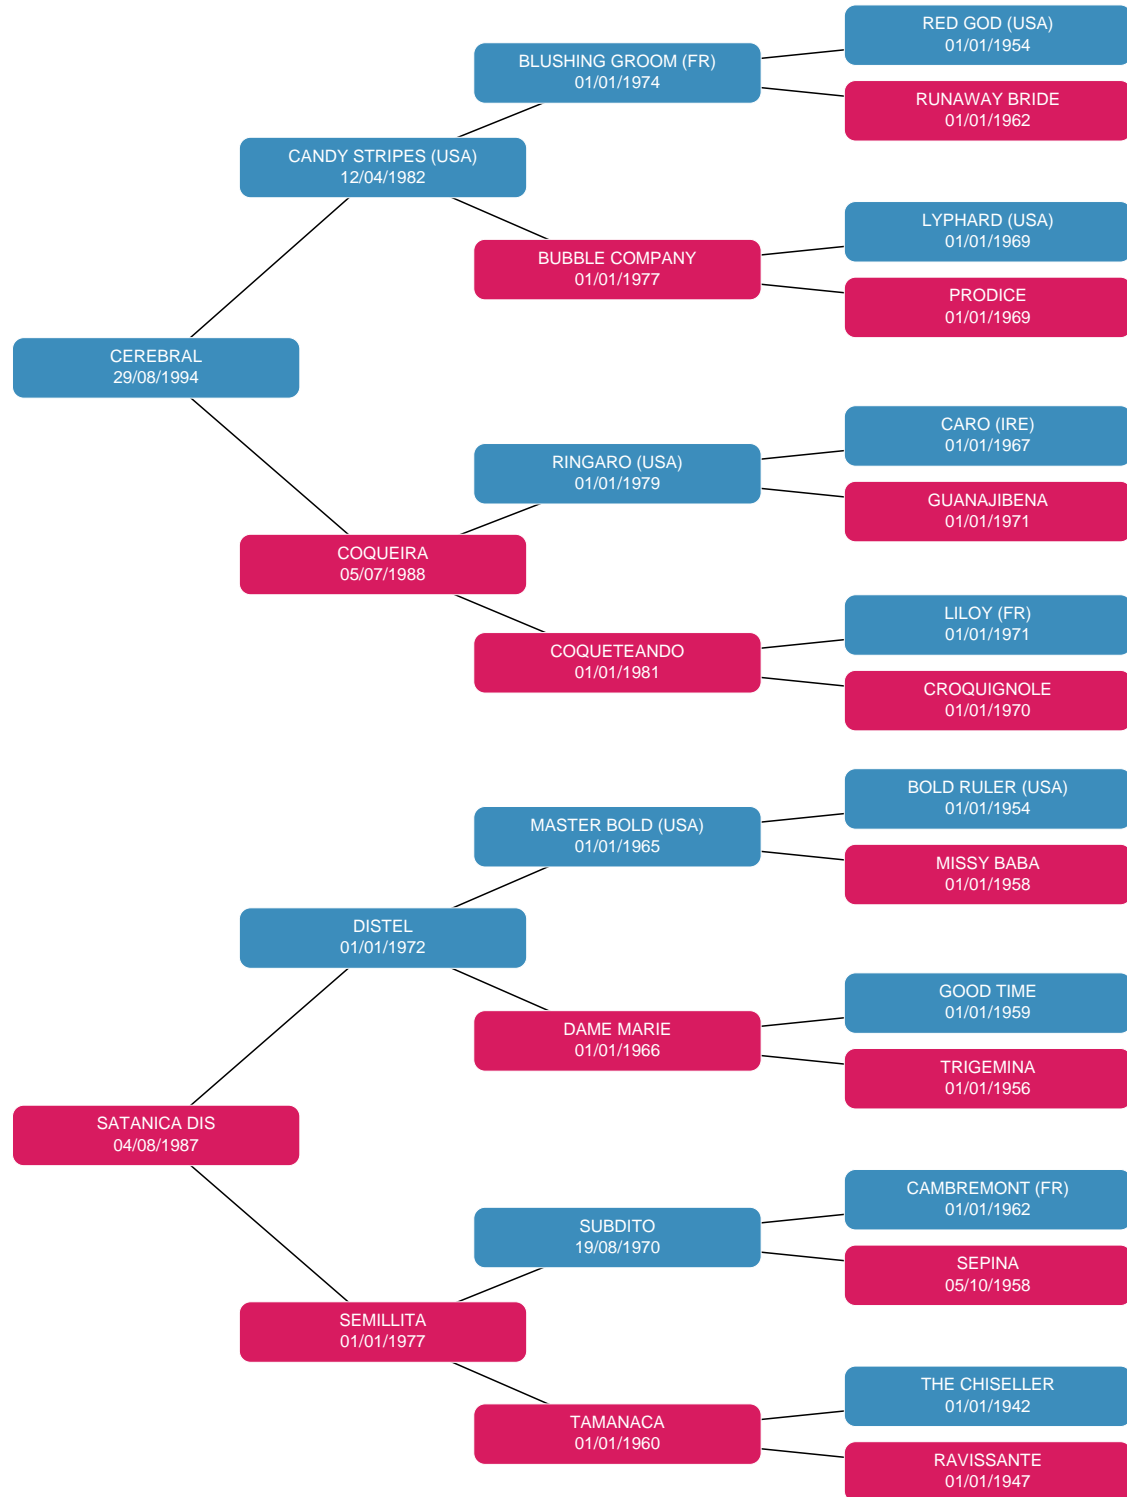 RED GOD (USA)
01/01/1954
BLUSHING GROOM (FR)
01/01/1974
RUNAWAY BRIDE
01/01/1962
CANDY STRIPES (USA)
12/04/1982
LYPHARD (USA)
01/01/1969
BUBBLE COMPANY
01/01/1977
PRODICE
01/01/1969
CEREBRAL
29/08/1994
CARO (IRE)
01/01/1967
RINGARO (USA)
01/01/1979
GUANAJIBENA
01/01/1971
COQUEIRA
05/07/1988
LILOY (FR)
01/01/1971
COQUETEANDO
01/01/1981
CROQUIGNOLE
01/01/1970
BOLD RULER (USA)
01/01/1954
MASTER BOLD (USA)
01/01/1965
MISSY BABA
01/01/1958
DISTEL
01/01/1972
GOOD TIME
01/01/1959
DAME MARIE
01/01/1966
TRIGEMINA
01/01/1956
SATANICA DIS
04/08/1987
CAMBREMONT (FR)
01/01/1962
SUBDITO
19/08/1970
SEPINA
05/10/1958
SEMILLITA
01/01/1977
THE CHISELLER
01/01/1942
TAMANACA
01/01/1960
RAVISSANTE
01/01/1947